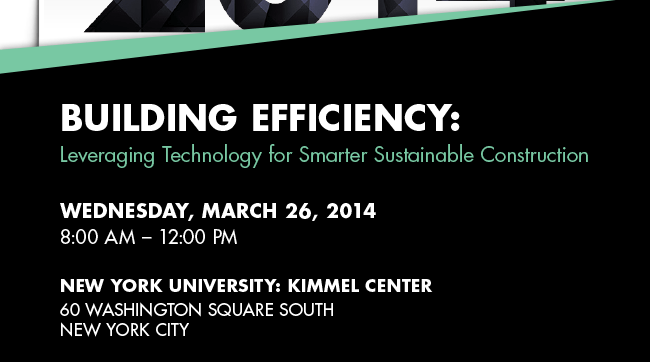 BUILDING EFFICIENCY:
Leveraging Technology for Smarter Sustainable Construction
WEDNESDAY, MARCH 26, 2014
8:00 AM – 12:00 PM
NEW YORK UNIVERSITY: KIMMEL CENTER
60 WASHINGTON SQUARE SOUTH
NEW YORK CITY